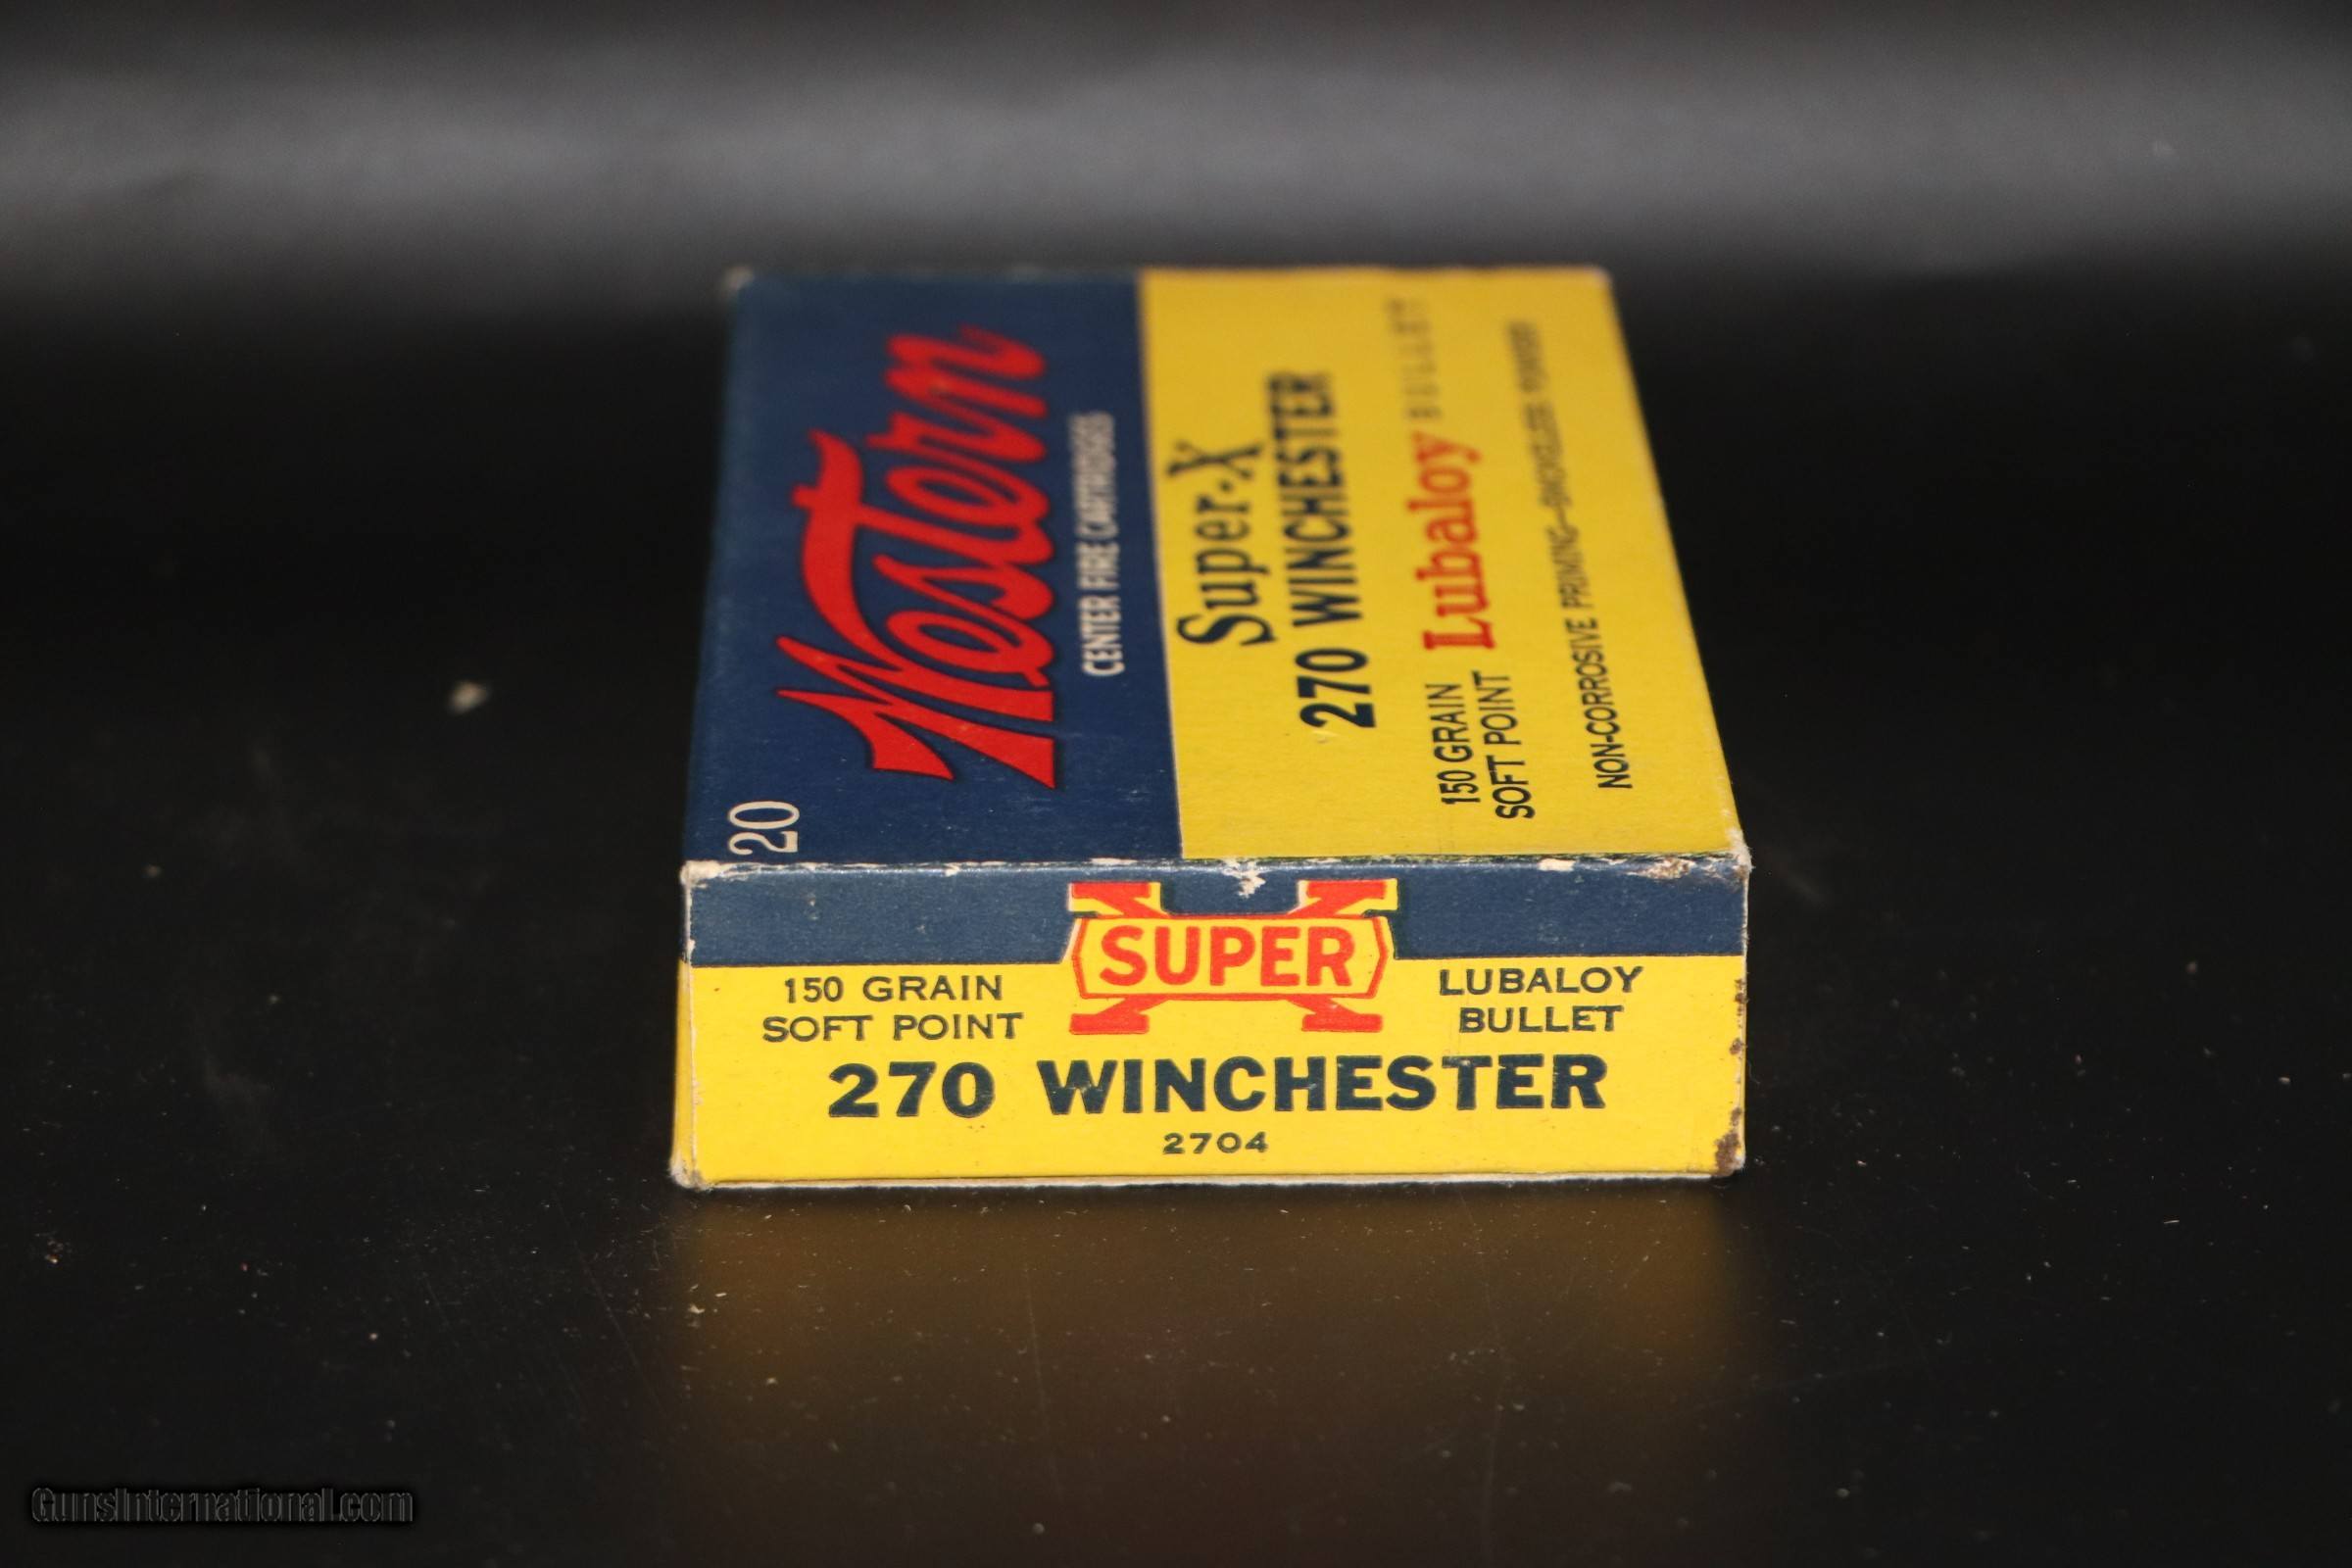 20
Western
CENTER FIRE CARTRIDGES
Super-X
270 WINCHESTER
150 GRAIN
SOFT POINT
Lubaloy BULLET
NON-CORROSIVE PRIMING—SMOKELESS POWDER
SUPER X
150 GRAIN
SOFT POINT
LUBALOY
BULLET
270 WINCHESTER
2704
GunsInternational.com